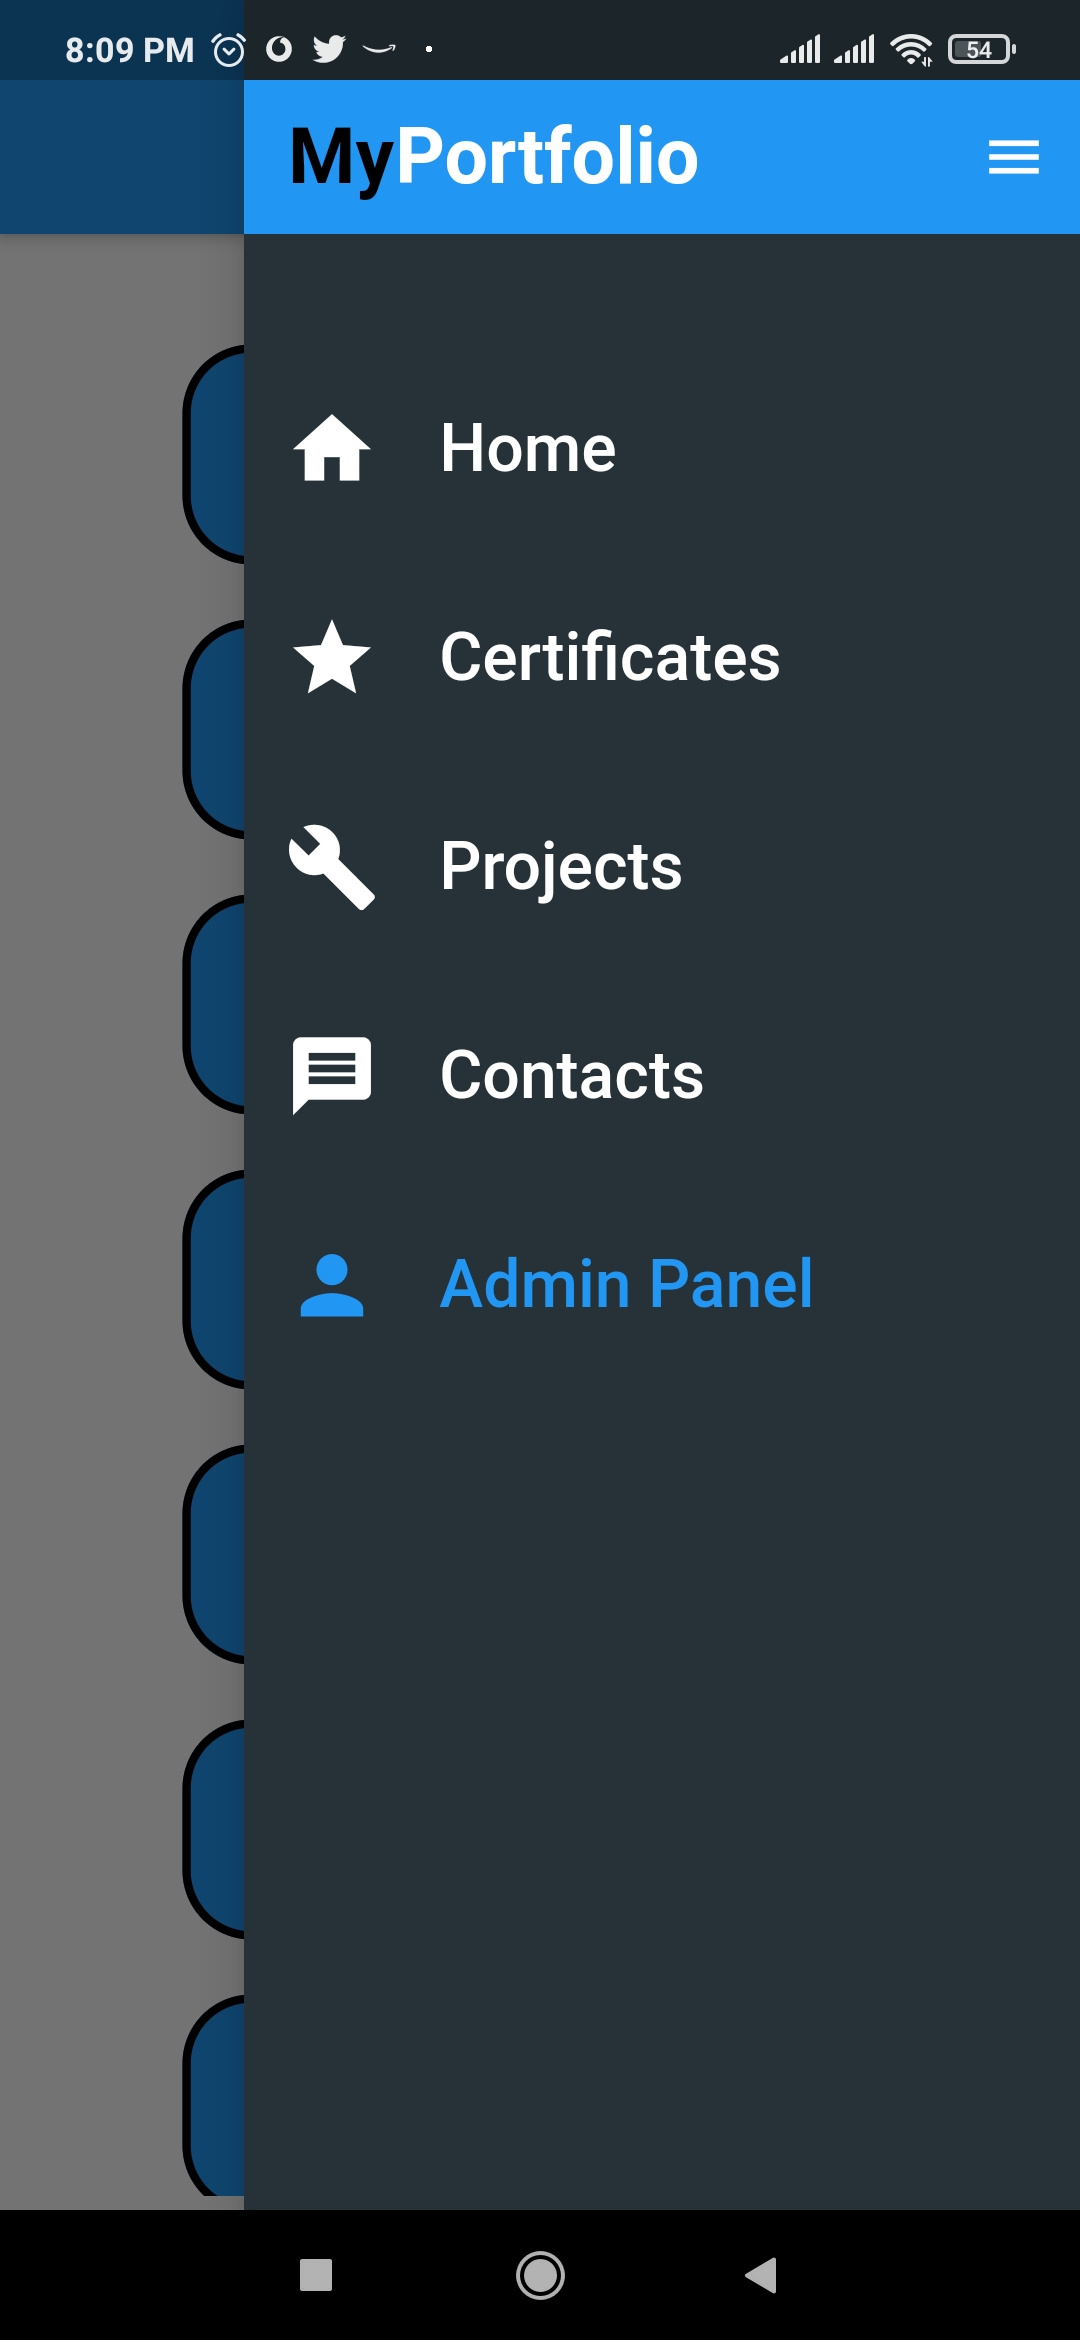 8:09 PM
54
MyPortfolio
Home
Certificates
Projects
Contacts
Admin Panel